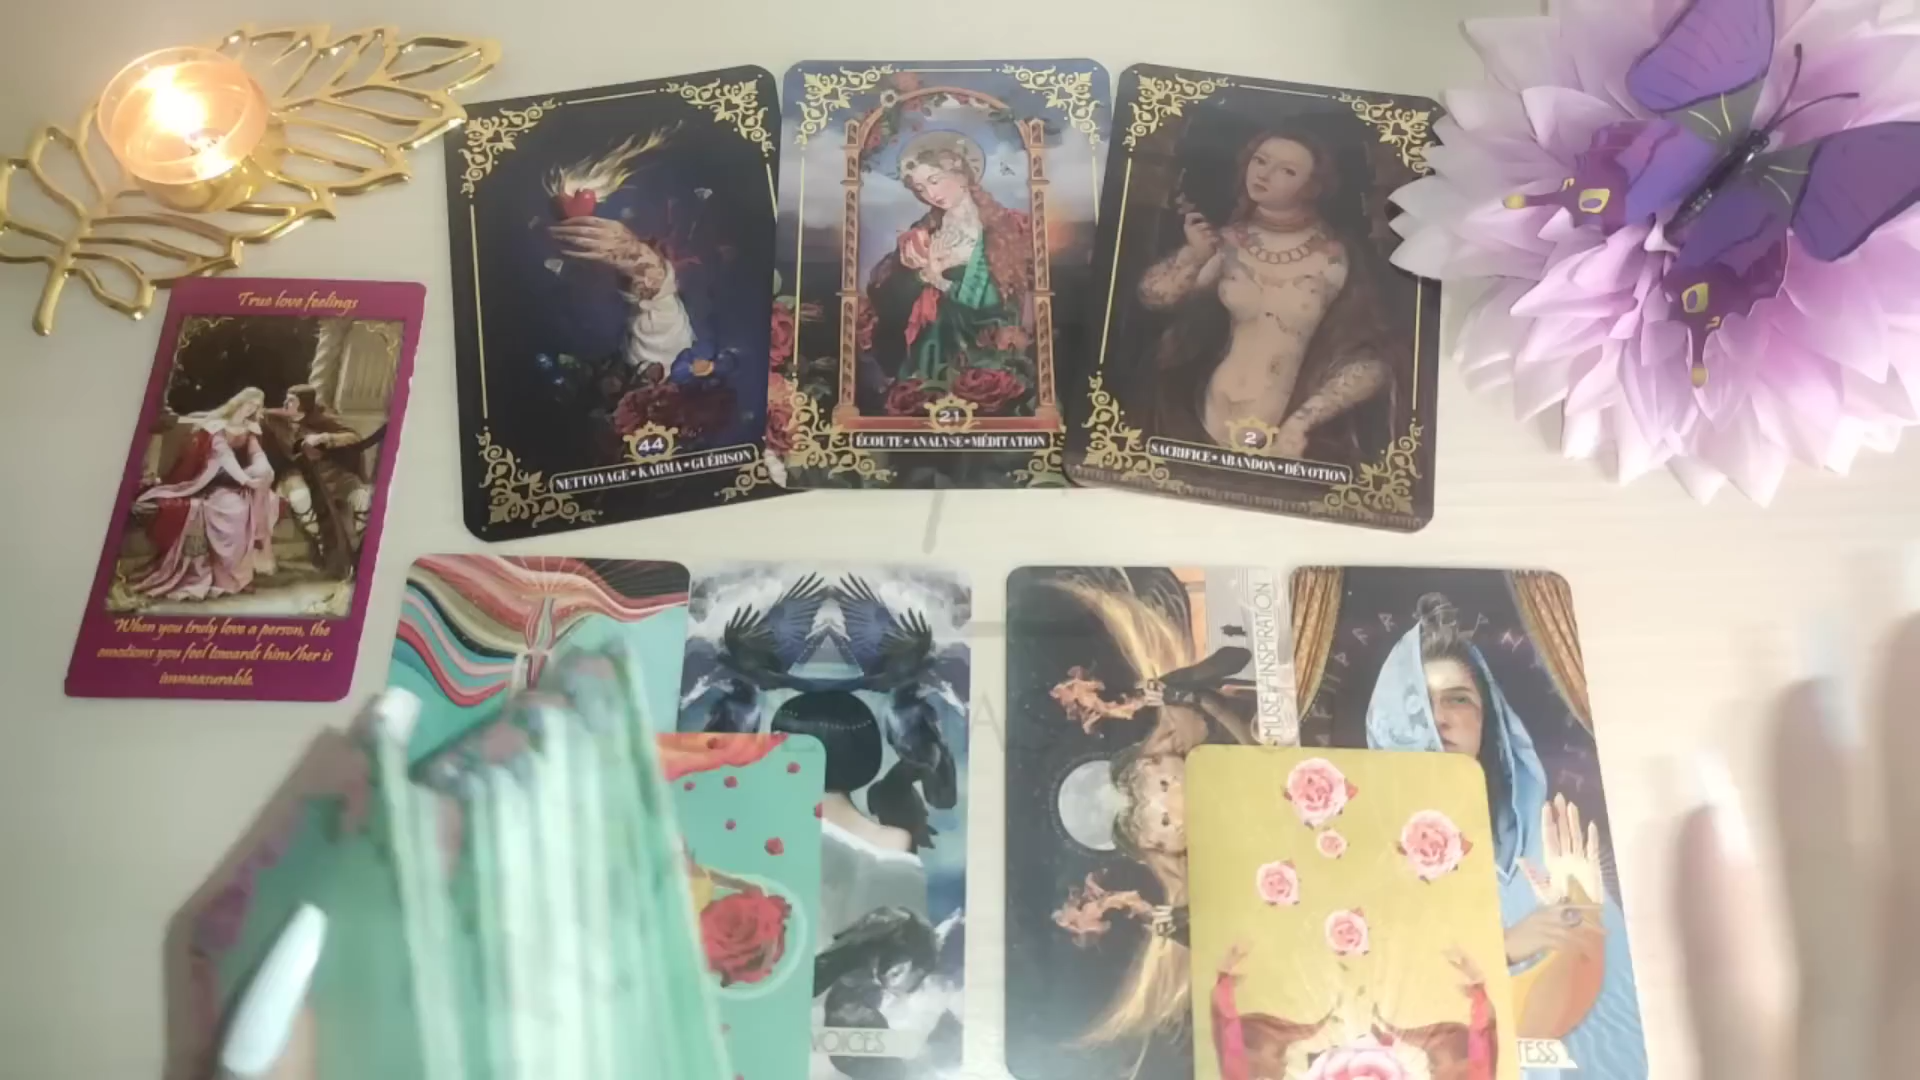 True love feelings
When you truly love a person, the
emotions you feel towards him/her is
immeasurable.
44
NETTOYAGE • KARMA • GUÉRISON
21
ÉCOUTE • ANALYSE • MÉDITATION
2
SACRIFICE • ABANDON • DÉVOTION
VOICES
MUSE/INSPIRATION
TESS